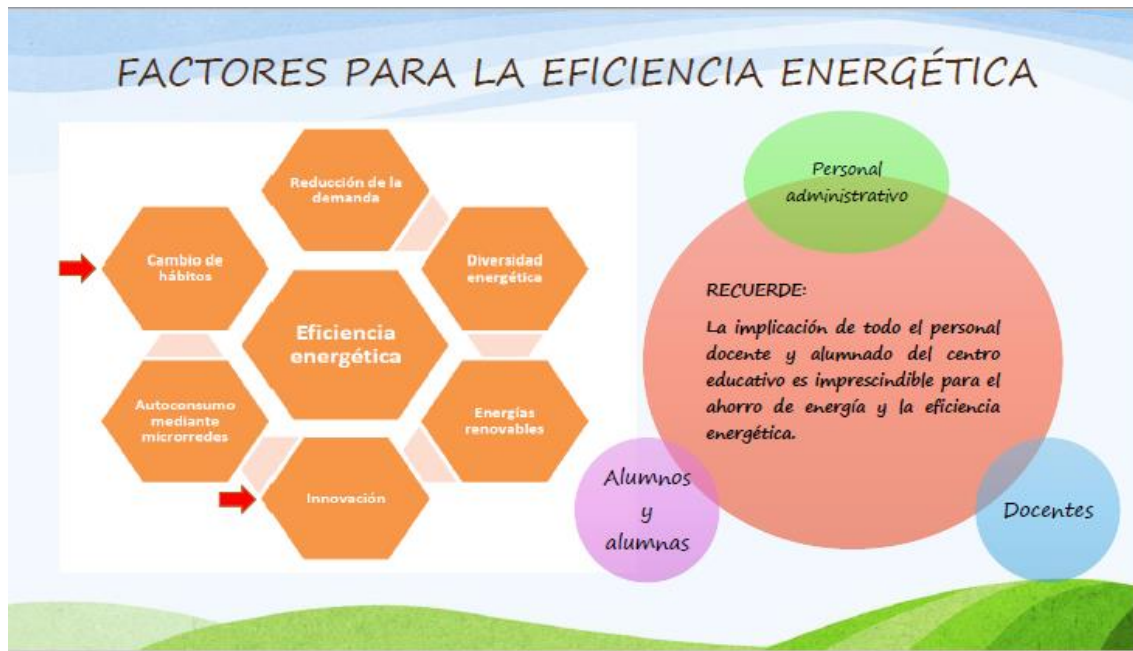 FACTORES PARA LA EFICIENCIA ENERGÉTICA
Reducción de la
demanda
Cambio de
hábitos
Diversidad
energética
Eficiencia
energética
Autoconsumo
mediante
microrredes
Energías
renovables
Innovación
Personal
administrativo
RECUERDE:
La implicación de todo el personal
docente y alumnado del centro
educativo es imprescindible para el
ahorro de energía y la eficiencia
energética.
Alumnos
y
alumnas
Docentes